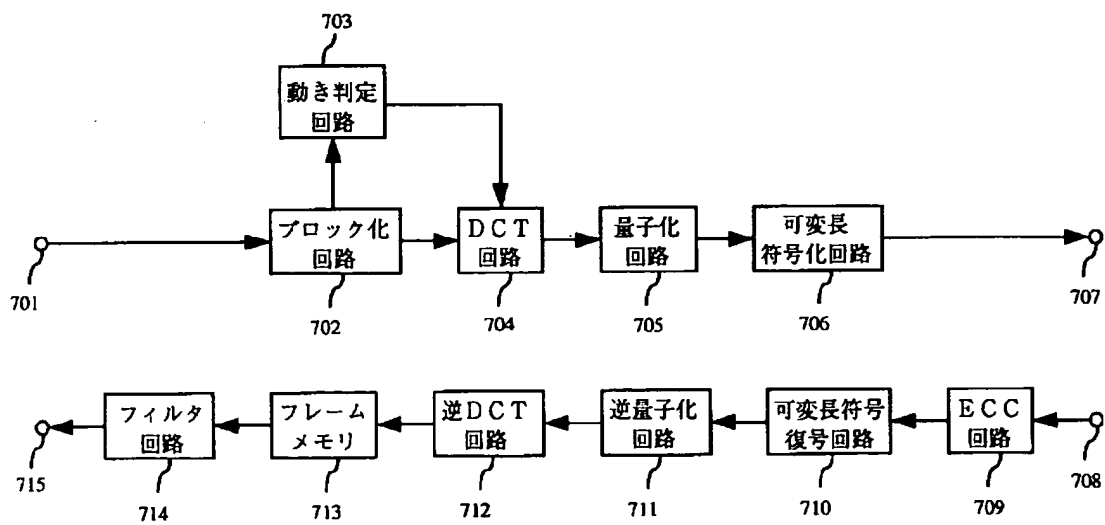 703
動き判定
回路
ブロック化
回路
DCT
回路
量子化
回路
可変長
符号化回路
701
702
704
705
706
707
フィルタ
回路
フレーム
メモリ
逆DCT
回路
逆量子化
回路
可変長符号
復号回路
ECC
回路
715
714
713
712
711
710
709
708